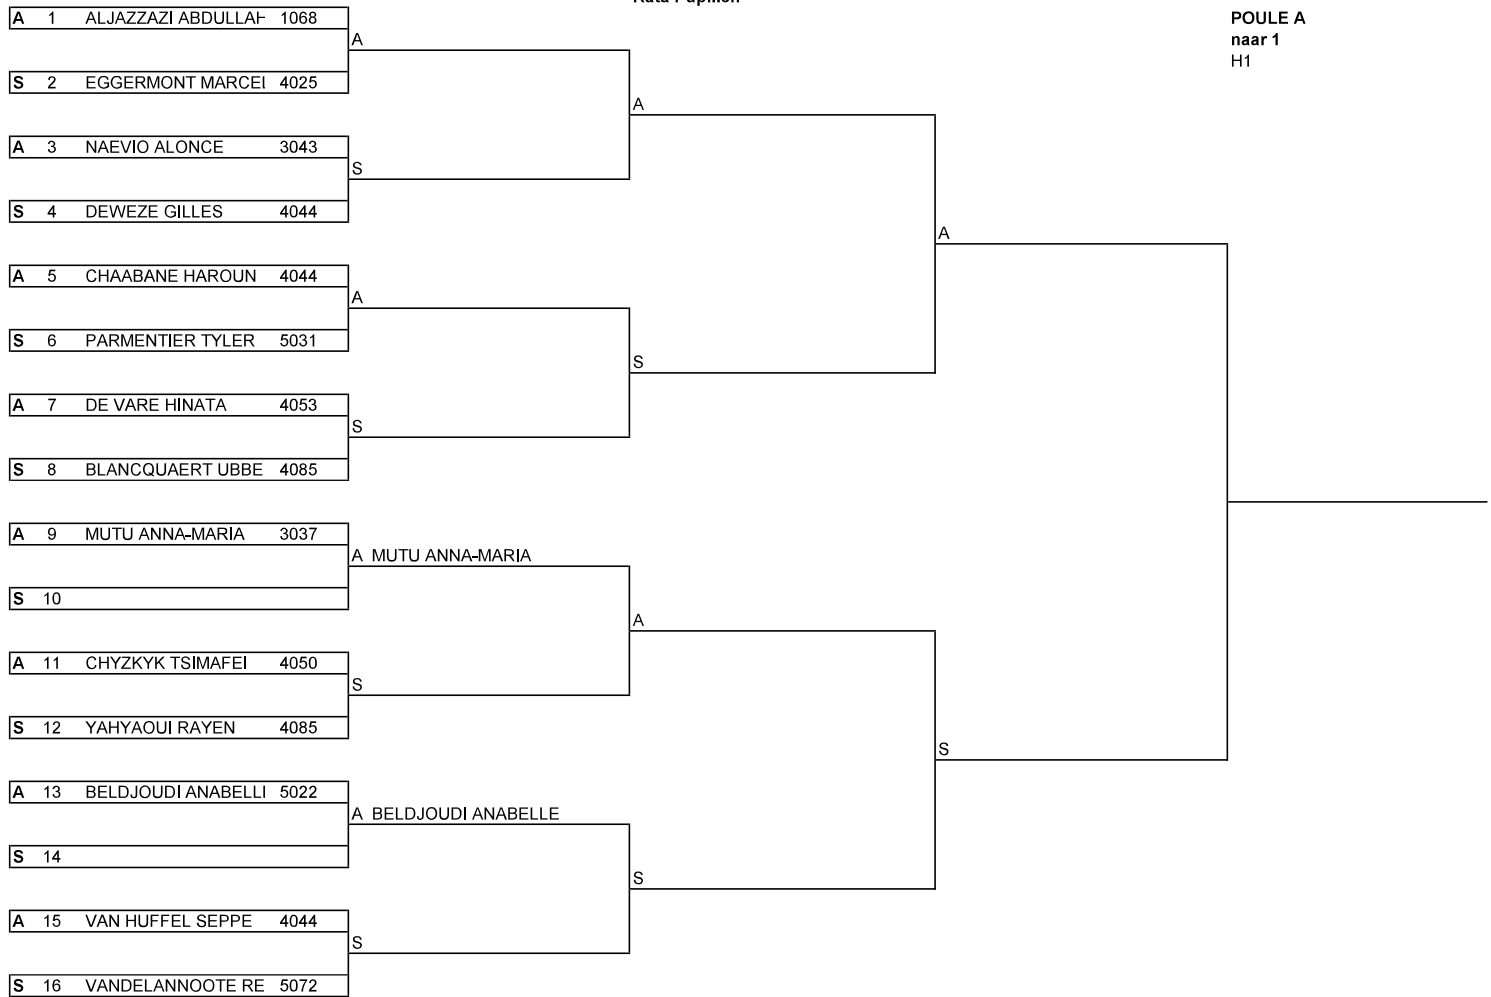 A 1 ALJAZZAZI ABDULLAH 1068
POULE A
naar 1
H1
A
S 2 EGGERMONT MARCEL 4025
A
A 3 NAEVIO ALONCE 3043
S
S 4 DEWEZE GILLES 4044
A
A 5 CHAABANE HAROUN 4044
A
S 6 PARMENTIER TYLER 5031
S
A 7 DE VARE HINATA 4053
S
S 8 BLANCQUAERT UBBE 4085
A 9 MUTU ANNA-MARIA 3037
A MUTU ANNA-MARIA
S 10
A
A 11 CHYZKYK TSIMAFEI 4050
S
S 12 YAHYAOUI RAYEN 4085
S
A 13 BELDJOUDI ANABELLI 5022
A BELDJOUDI ANABELLE
S 14
S
A 15 VAN HUFFEL SEPPE 4044
S
S 16 VANDELANNOOTE RE 5072